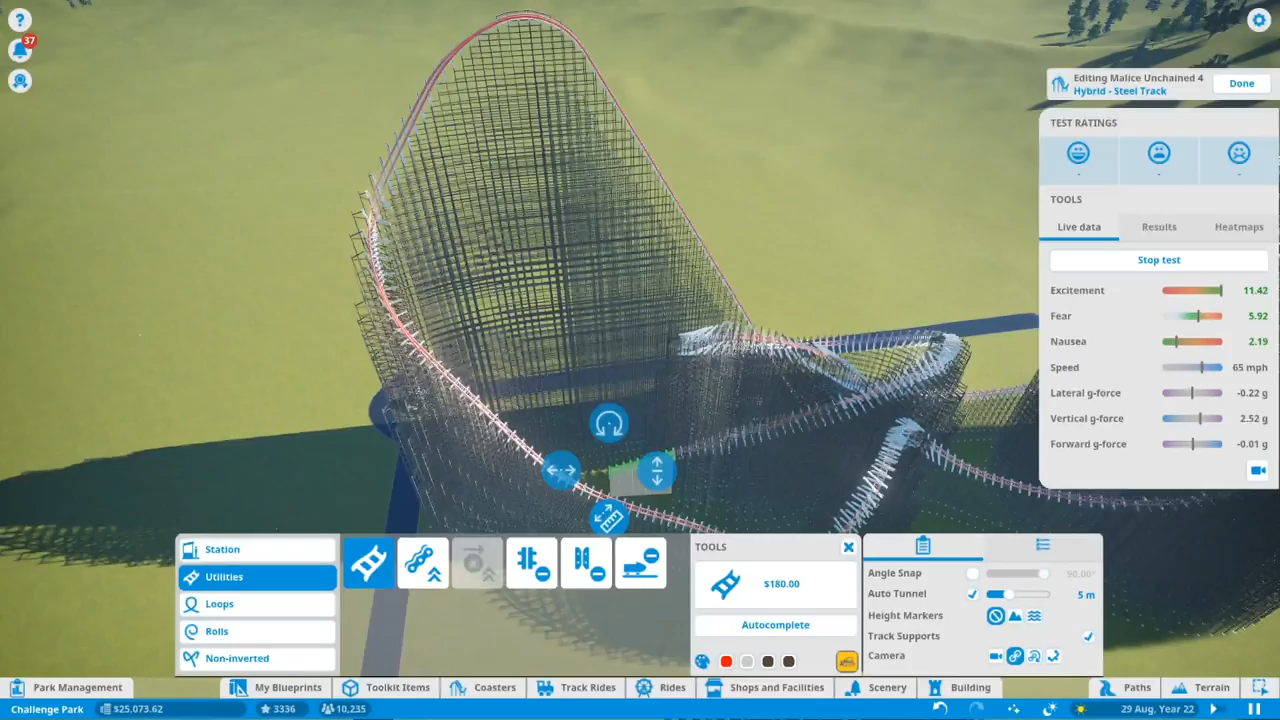 ?
37
Editing Malice Unchained 4
Hybrid - Steel Track
Done
TEST RATINGS
- - -
TOOLS
Live data Results Heatmaps
Stop test
Excitement 11.42
Fear 5.92
Nausea 2.19
Speed 65 mph
Lateral g-force -0.22 g
Vertical g-force 2.52 g
Forward g-force -0.01 g
Station
Utilities
Loops
Rolls
Non-inverted
TOOLS
$180.00
Autocomplete
Angle Snap 90.00°
Auto Tunnel 5 m
Height Markers
Track Supports
Camera
Park Management My Blueprints Toolkit Items Coasters Track Rides Rides Shops and Facilities Scenery Building Paths Terrain
Challenge Park $25,073.62 3336 10,235 29 Aug, Year 22